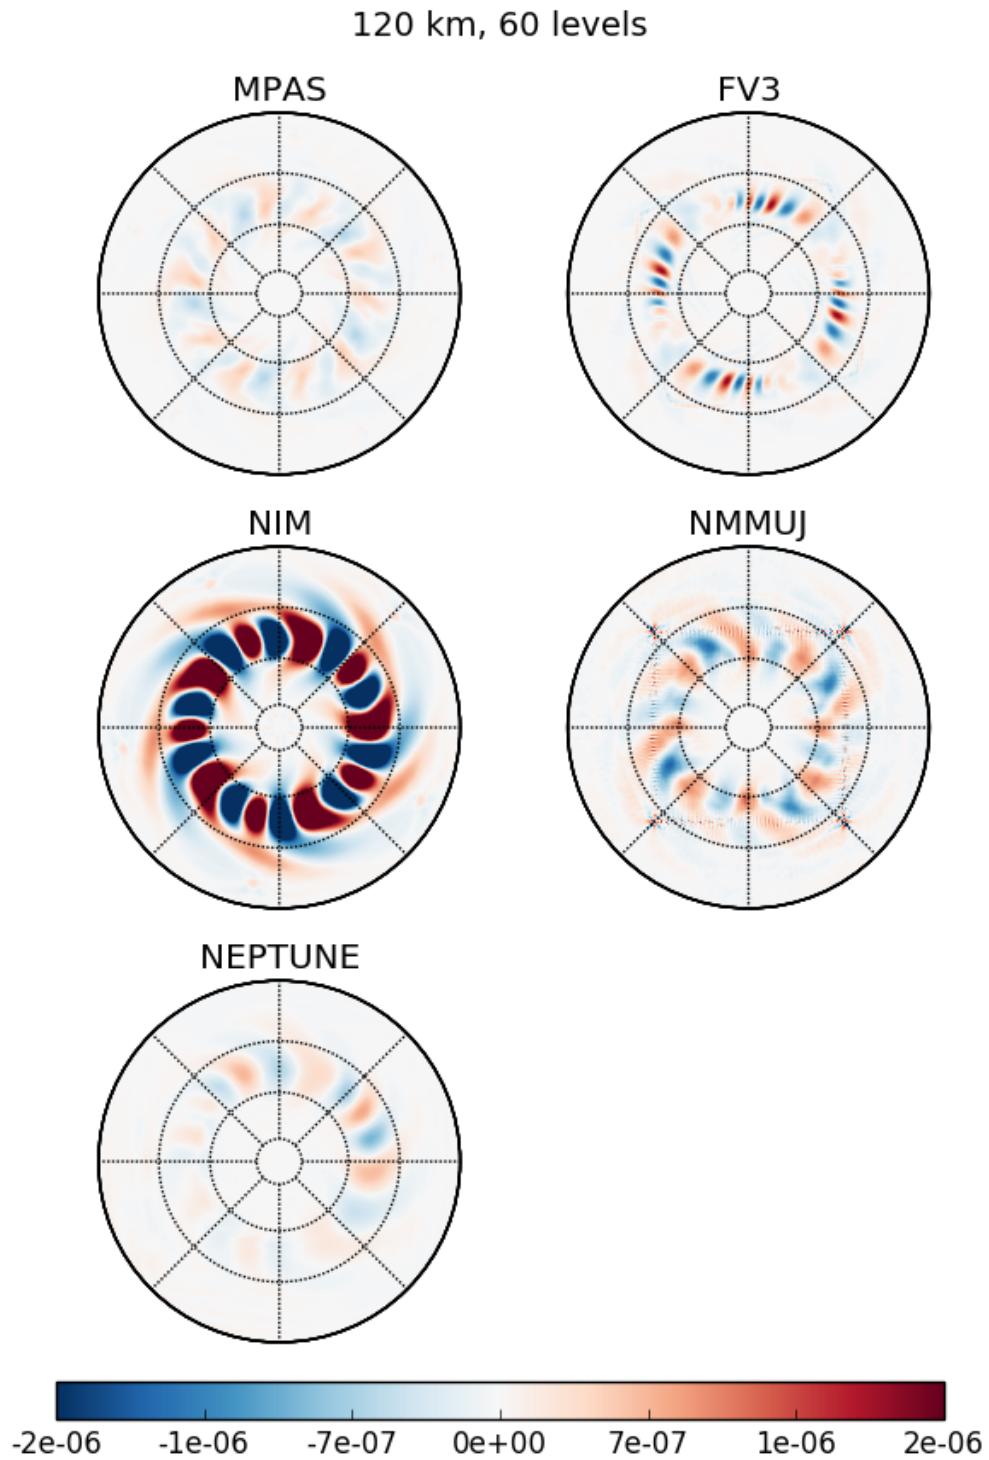 120 km, 60 levels
MPAS
FV3
NIM
NMMUJ
NEPTUNE
-2e-06 -1e-06 -7e-07 0e+00 7e-07 1e-06 2e-06